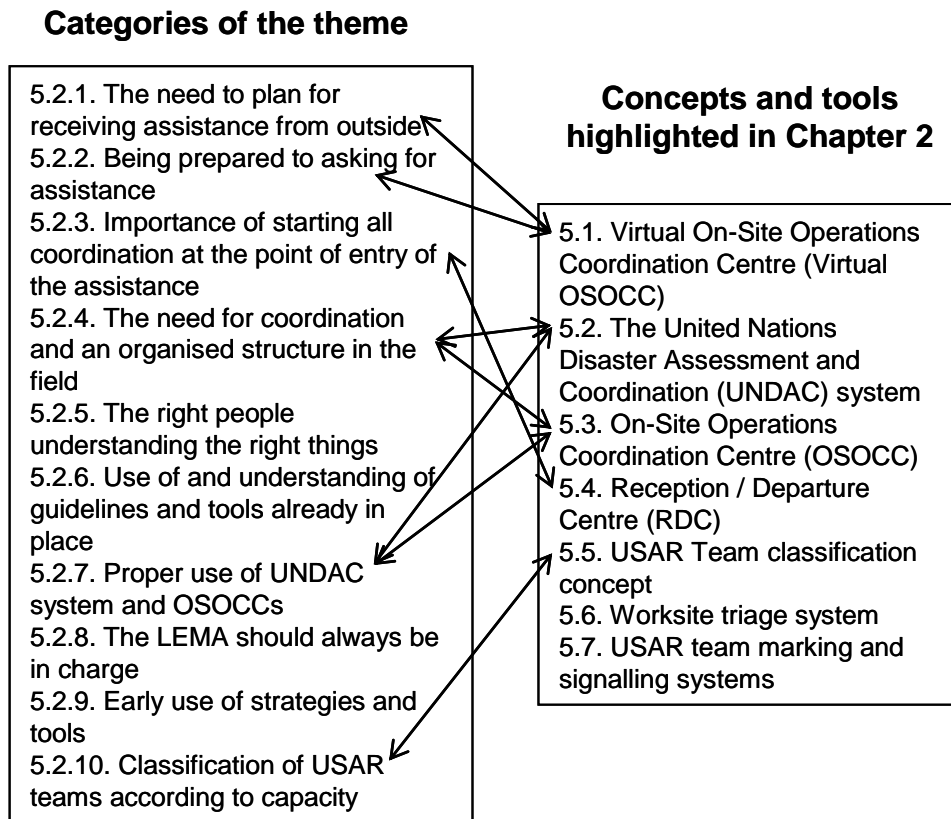 Categories of the theme
5.2.1. The need to plan for
receiving assistance from outside
5.2.2. Being prepared to asking for
assistance
5.2.3. Importance of starting all
coordination at the point of entry of
the assistance
5.2.4. The need for coordination
and an organised structure in the
field
5.2.5. The right people
understanding the right things
5.2.6. Use of and understanding of
guidelines and tools already in
place
5.2.7. Proper use of UNDAC
system and OSOCCs
5.2.8. The LEMA should always be
in charge
5.2.9. Early use of strategies and
tools
5.2.10. Classification of USAR
teams according to capacity
Concepts and tools
highlighted in Chapter 2
5.1. Virtual On-Site Operations
Coordination Centre (Virtual
OSOCC)
5.2. The United Nations
Disaster Assessment and
Coordination (UNDAC) system
5.3. On-Site Operations
Coordination Centre (OSOCC)
5.4. Reception / Departure
Centre (RDC)
5.5. USAR Team classification
concept
5.6. Worksite triage system
5.7. USAR team marking and
signalling systems